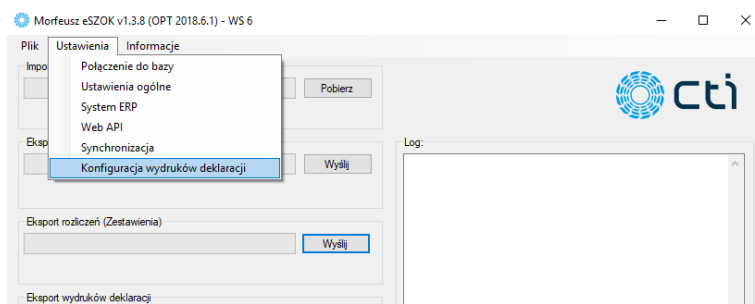 Morfeusz eSZOK v1.3.8 (OPT 2018.6.1) - WS 6
Plik Ustawienia Informacje
Połączenie do bazy
Ustawienia ogólne
System ERP
Web API
Synchronizacja
Konfiguracja wydruków deklaracji
Impo
Pobierz
cti
Eksp
Wyślij
Log:
Eksport rozliczeń (Zestawienia)
Wyślij
Eksport wydruków deklaracji